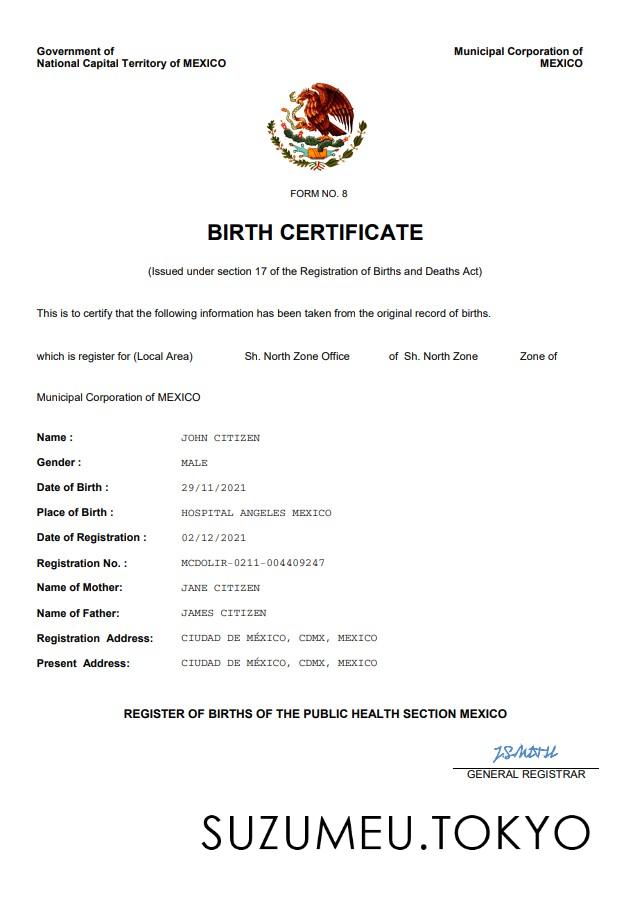 Government of
National Capital Territory of MEXICO
Municipal Corporation of
MEXICO
FORM NO. 8
BIRTH CERTIFICATE
(Issued under section 17 of the Registration of Births and Deaths Act)
This is to certify that the following information has been taken from the original record of births.
which is register for (Local Area) Sh. North Zone Office of Sh. North Zone Zone of
Municipal Corporation of MEXICO
Name : JOHN CITIZEN
Gender : MALE
Date of Birth : 29/11/2021
Place of Birth : HOSPITAL ANGELES MEXICO
Date of Registration : 02/12/2021
Registration No. : MCDOLIR-0211-004409247
Name of Mother: JANE CITIZEN
Name of Father: JAMES CITIZEN
Registration Address: CIUDAD DE MÉXICO, CDMX, MEXICO
Present Address: CIUDAD DE MÉXICO, CDMX, MEXICO
REGISTER OF BIRTHS OF THE PUBLIC HEALTH SECTION MEXICO
GENERAL REGISTRAR
SUZUMEU.TOKYO